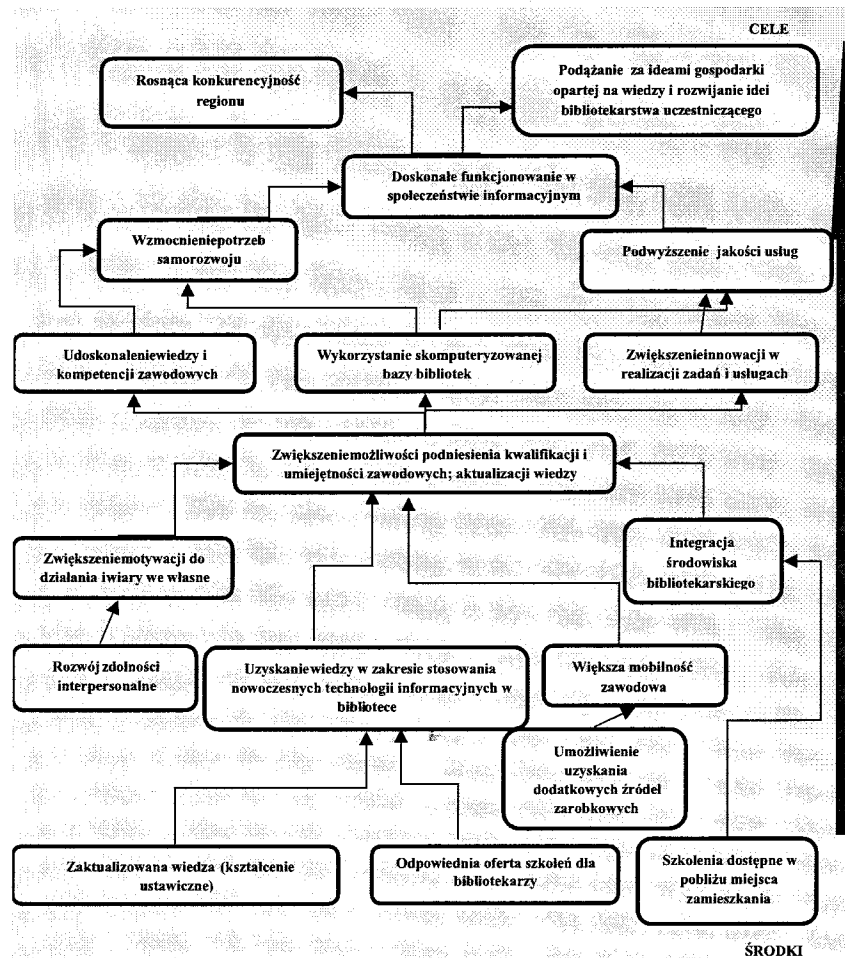 CELE
Rosnąca konkurencyjność
regionu
Podążanie za ideami gospodarki
opartej na wiedzy i rozwijanie idei
bibliotekarstwa uczestniczącego
Doskonałe funkcjonowanie w
społeczeństwie informacyjnym
Wzmocnieniepotrzeb
samorozwoju
Podwyższenie jakości usług
Udoskonaleniewiedzy i
kompetencji zawodowych
Wykorzystanie skomputeryzowanej
bazy bibliotek
Zwiększenieinnowacji w
realizacji zadań i usługach
Zwiększeniemożliwości podniesienia kwalifikacji i
umiejętności zawodowych; aktualizacji wiedzy
Zwiększeniemotywacji do
działania iwiary we własne
Integracja
środowiska
bibliotekarskiego
Rozwój zdolności
interpersonalne
Uzyskaniewiedzy w zakresie stosowania
nowoczesnych technologii informacyjnych w
bibliotece
Większa mobilność
zawodowa
Umożliwienie
uzyskania
dodatkowych źródeł
zarobkowych
Zaktualizowana wiedza (kształcenie
ustawiczne)
Odpowiednia oferta szkołęń dla
bibliotekarzy
Szkolenia dostępne w
pobliżu miejsca
zamieszkania
ŚRODKI